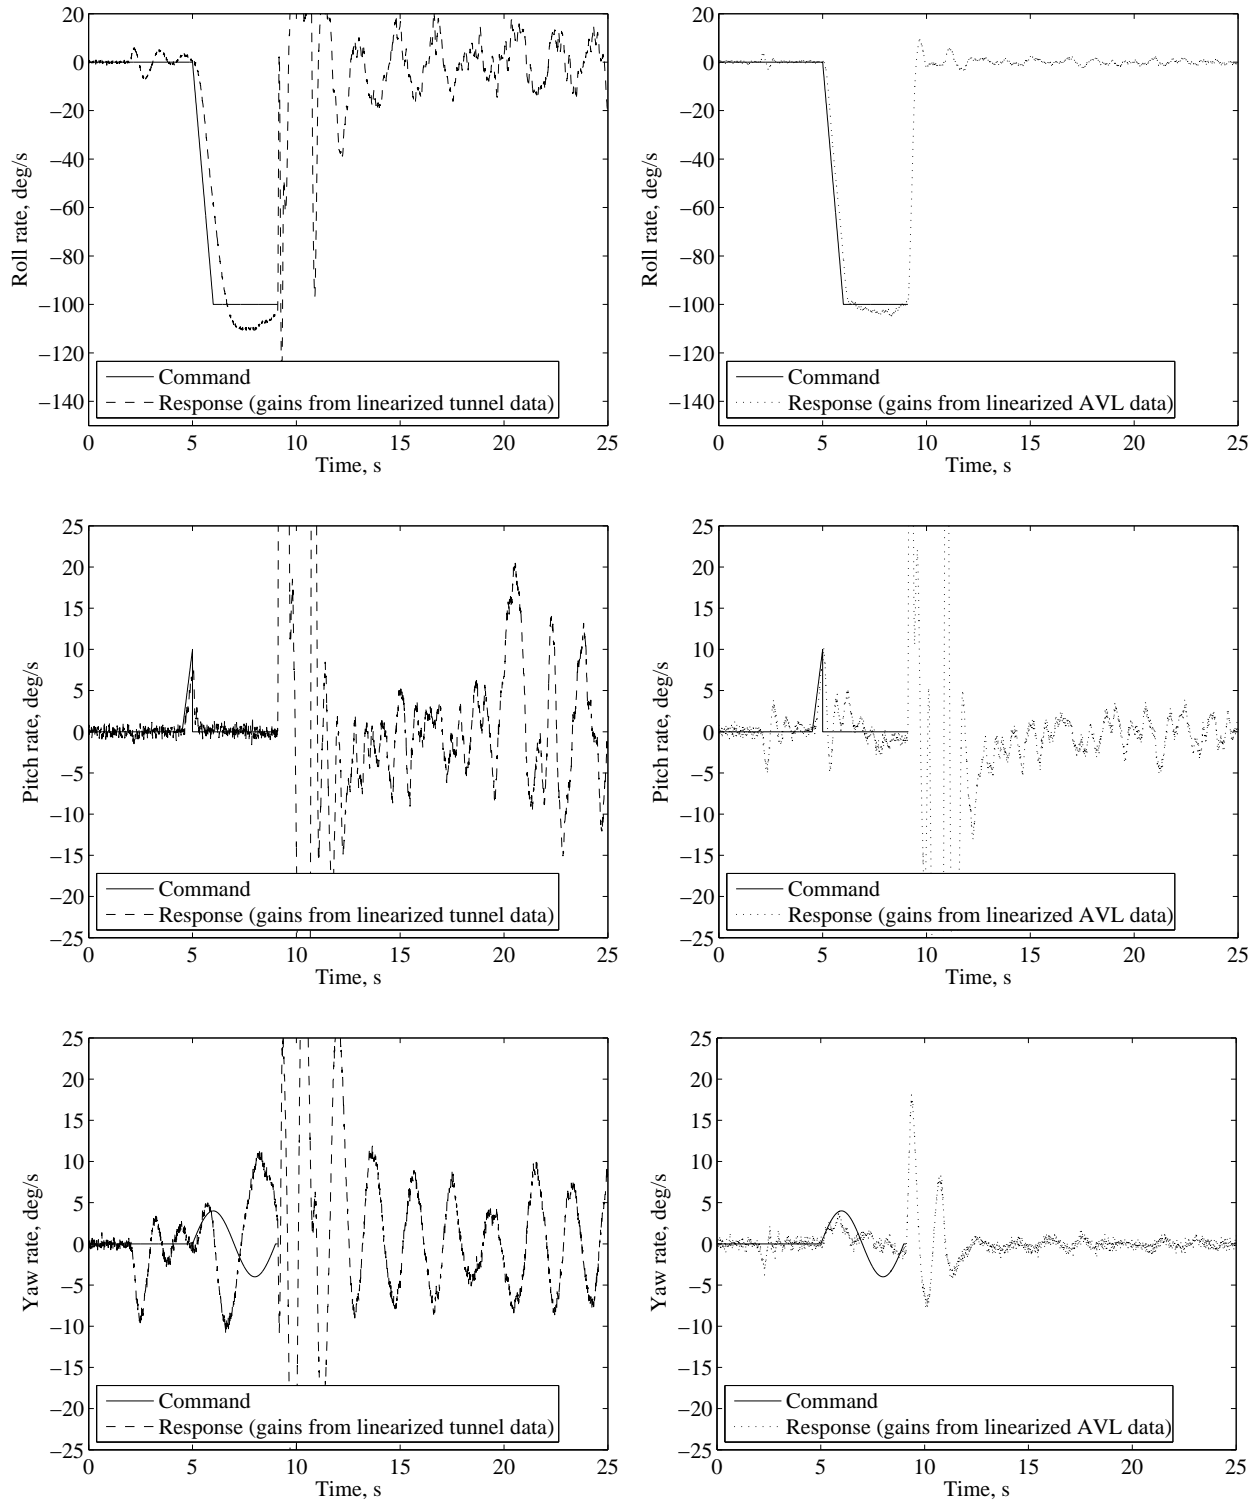 20
0
−20
−40
−60
−80
−100
−120
−140
Roll rate, deg/s
Command
Response (gains from linearized tunnel data)
0 5 10 15 20 25
Time, s
20
0
−20
−40
−60
−80
−100
−120
−140
Roll rate, deg/s
Command
Response (gains from linearized AVL data)
0 5 10 15 20 25
Time, s
25
20
15
10
5
0
−5
−10
−15
−20
−25
Pitch rate, deg/s
Command
Response (gains from linearized tunnel data)
0 5 10 15 20 25
Time, s
25
20
15
10
5
0
−5
−10
−15
−20
−25
Pitch rate, deg/s
Command
Response (gains from linearized AVL data)
0 5 10 15 20 25
Time, s
25
20
15
10
5
0
−5
−10
−15
−20
−25
Yaw rate, deg/s
Command
Response (gains from linearized tunnel data)
0 5 10 15 20 25
Time, s
25
20
15
10
5
0
−5
−10
−15
−20
−25
Yaw rate, deg/s
Command
Response (gains from linearized AVL data)
0 5 10 15 20 25
Time, s